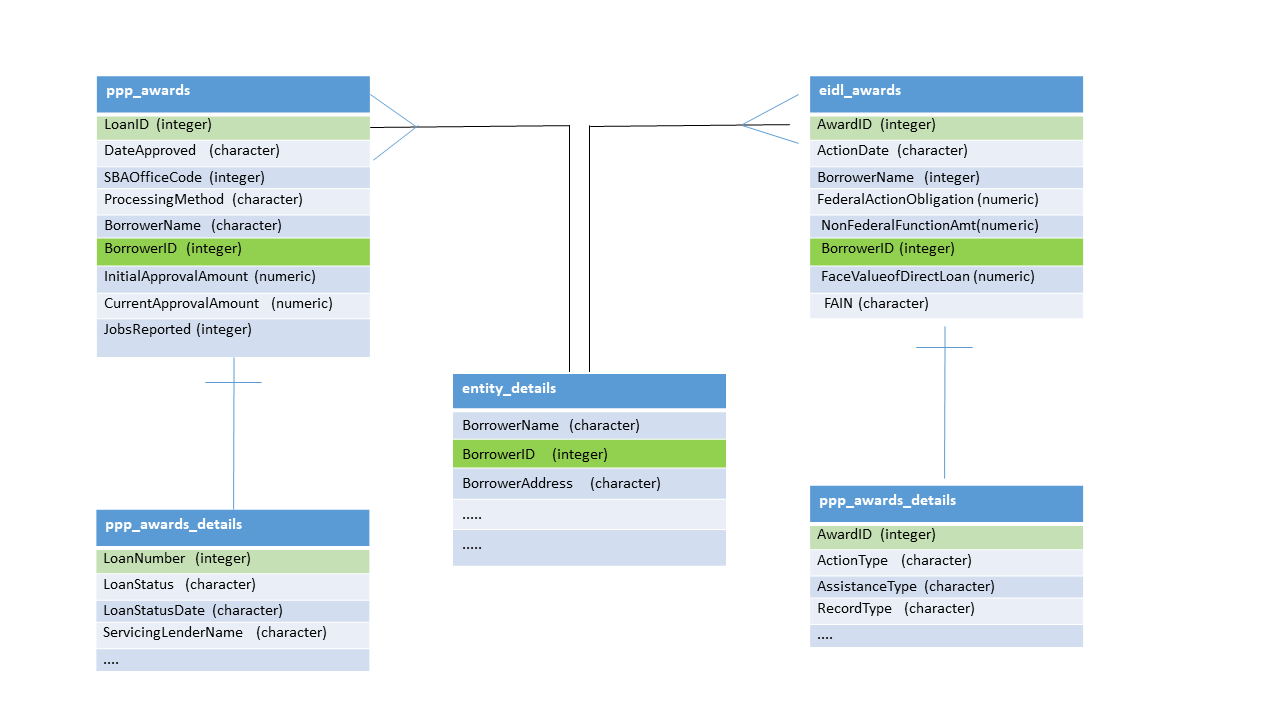 ppp_awards
LoanID (integer)
DateApproved (character)
SBAOfficeCode (integer)
ProcessingMethod (character)
BorrowerName (character)
BorrowerID (integer)
InitialApprovalAmount (numeric)
CurrentApprovalAmount (numeric)
JobsReported (integer)
eidl_awards
AwardID (integer)
ActionDate (character)
BorrowerName (integer)
FederalActionObligation (numeric)
NonFederalFunctionAmt(numeric)
BorrowerID (integer)
FaceValueofDirectLoan (numeric)
FAIN (character)
entity_details
BorrowerName (character)
BorrowerID (integer)
BorrowerAddress (character)
.....
.....
ppp_awards_details
LoanNumber (integer)
LoanStatus (character)
LoanStatusDate (character)
ServicingLenderName (character)
....
ppp_awards_details
AwardID (integer)
ActionType (character)
AssistanceType (character)
RecordType (character)
....